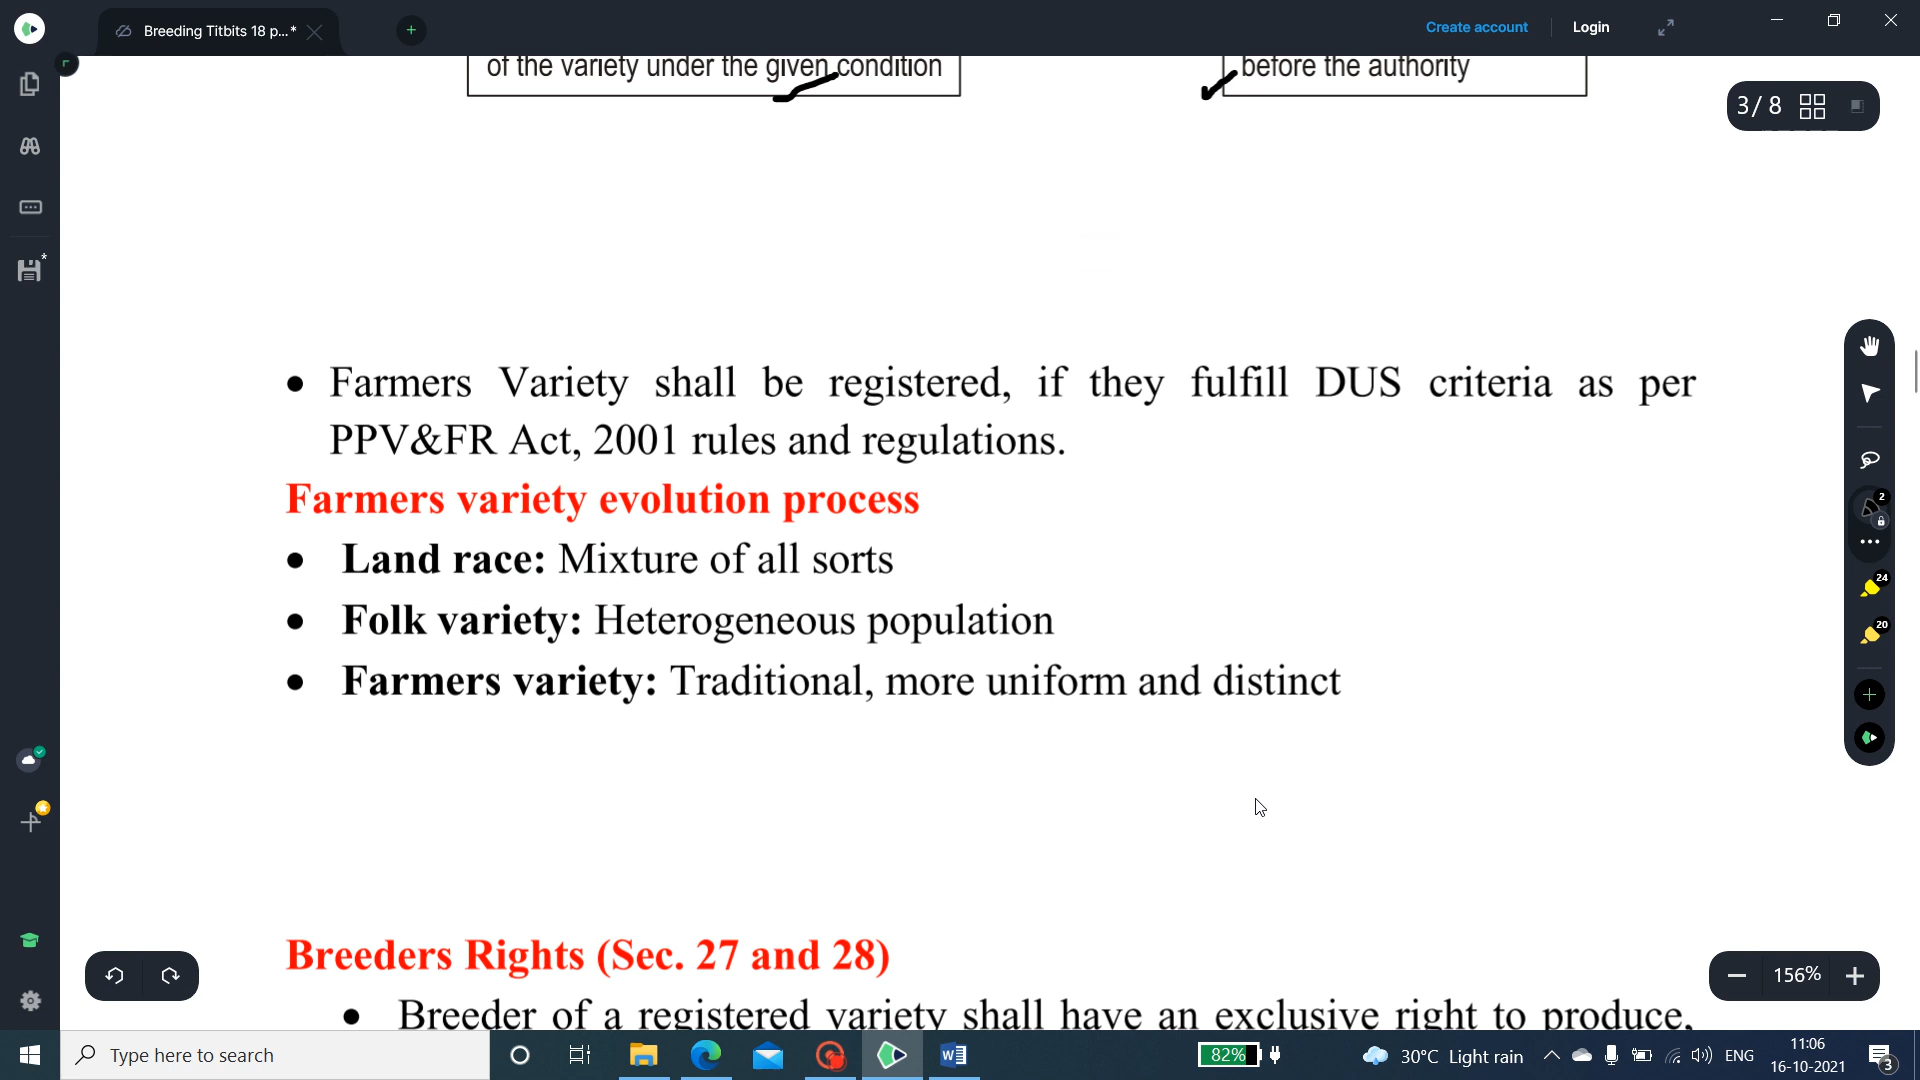 Breeding Titbits 18 p...*
Create account
Login
of the variety under the given condition
before the authority
3/ 8
• Farmers Variety shall be registered, if they fulfill DUS criteria as per
PPV&FR Act, 2001 rules and regulations.
Farmers variety evolution process
• Land race: Mixture of all sorts
• Folk variety: Heterogeneous population
• Farmers variety: Traditional, more uniform and distinct
Breeders Rights (Sec. 27 and 28)
• Breeder of a registered variety shall have an exclusive right to produce,
2
24
20
156%
Type here to search
82%
30°C Light rain
ENG
11:06
16-10-2021
3